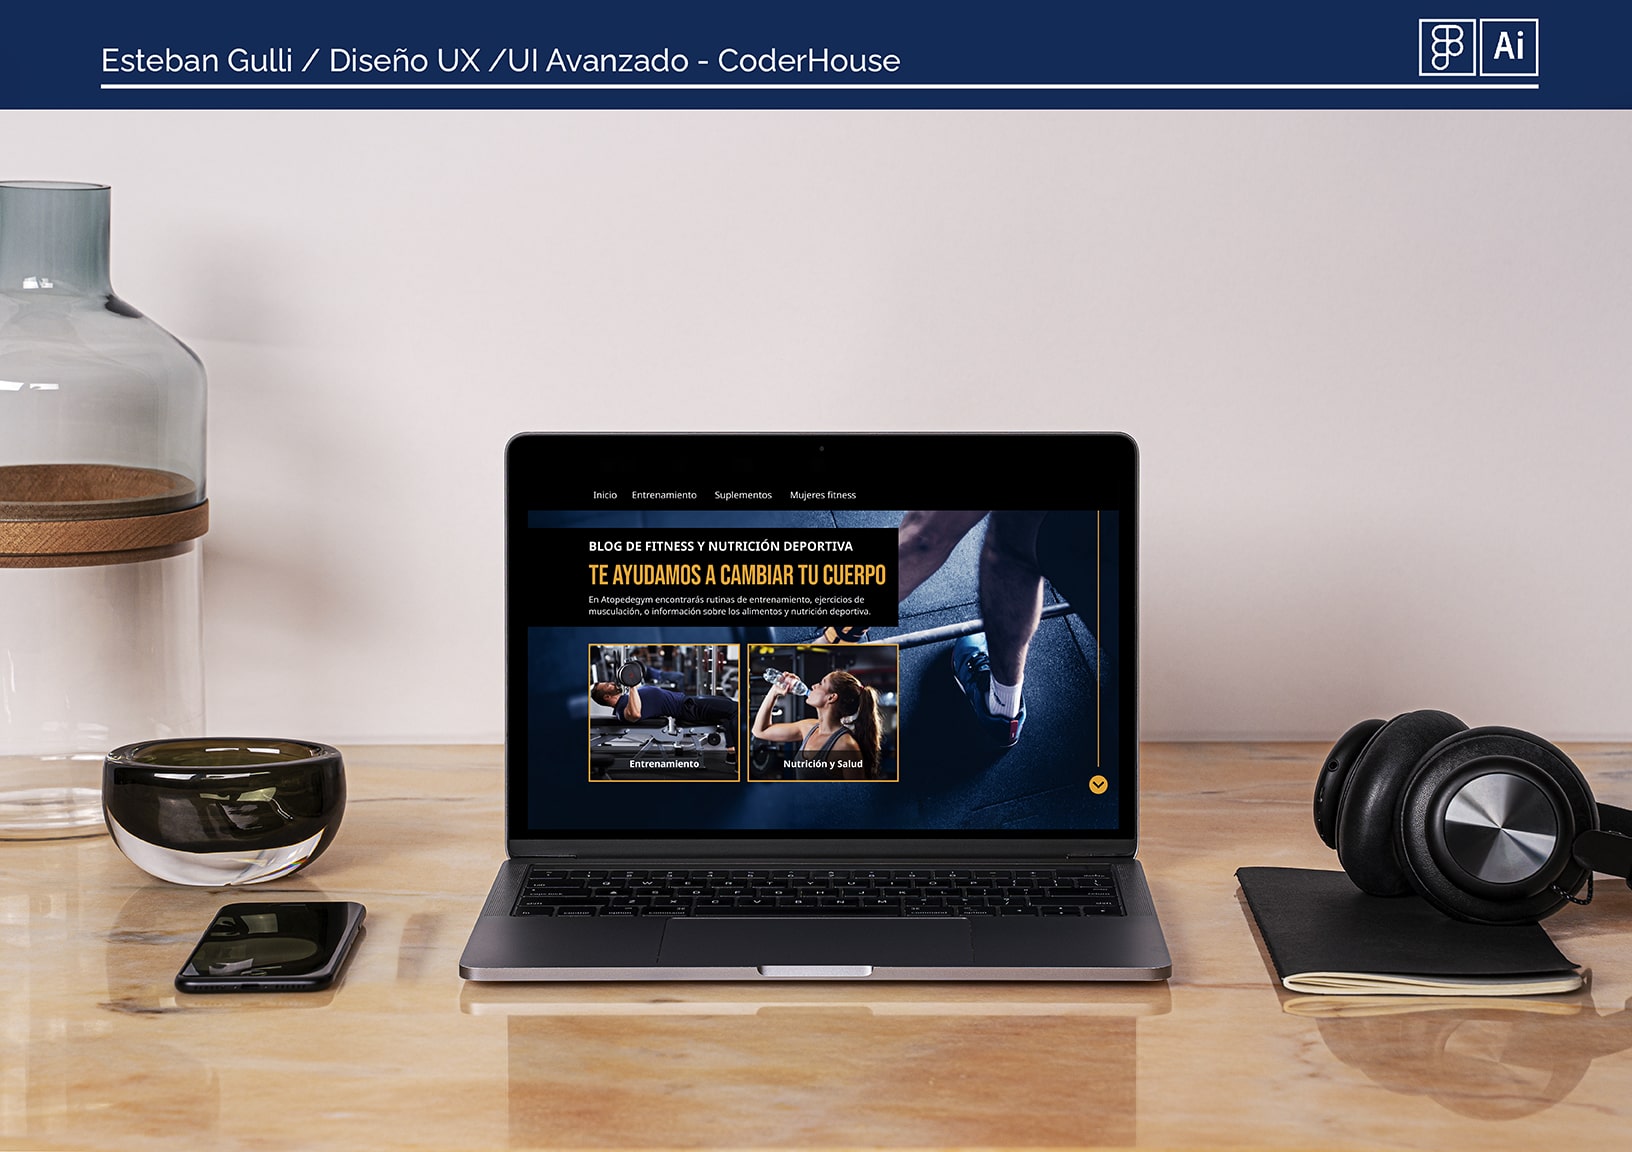 Esteban Gulli / Diseño UX /UI Avanzado - CoderHouse
Ai
Inicio Entrenamiento Suplementos Mujeres fitness
BLOG DE FITNESS Y NUTRICIÓN DEPORTIVA
TE AYUDAMOS A CAMBIAR TU CUERPO
En Atopedegym encontrarás rutinas de entrenamiento, ejercicios de
musculación, o información sobre los alimentos y nutrición deportiva.
Entrenamiento
Nutrición y Salud